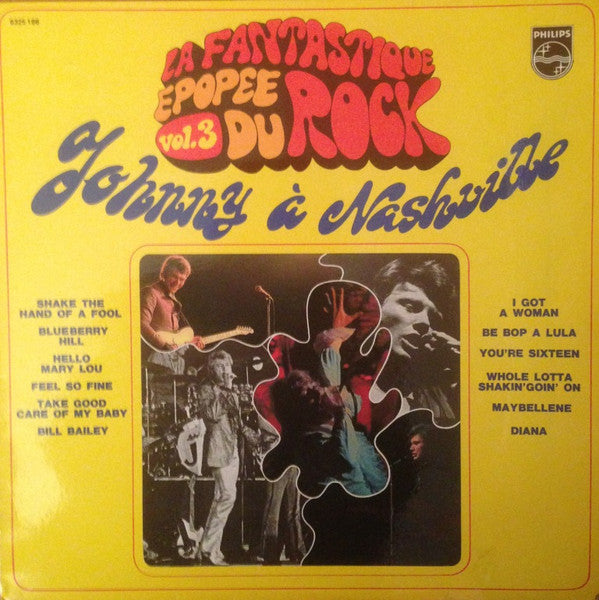 6325 188
PHILIPS
LA FANTASTIQUE
EPOPEE
vol.3 DU ROCK
Johnny à Nashville
SHAKE THE
HAND OF A FOOL
BLUEBERRY
HILL
HELLO
MARY LOU
FEEL SO FINE
TAKE GOOD
CARE OF MY BABY
BILL BAILEY
I GOT
A WOMAN
BE BOP A LULA
YOU'RE SIXTEEN
WHOLE LOTTA
SHAKIN'GOIN' ON
MAYBELLENE
DIANA